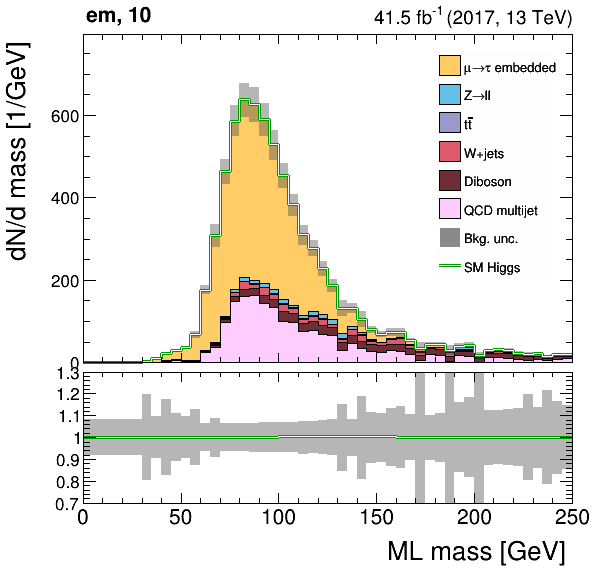 em, 10
41.5 fb⁻¹ (2017, 13 TeV)
dN/d mass [1/GeV]
μ→τ embedded
Z→ll
tt̅
W+jets
Diboson
QCD multijet
Bkg. unc.
SM Higgs
600
400
200
0
1.3
1.2
1.1
1
0.9
0.8
0.7
0 50 100 150 200 250
ML mass [GeV]